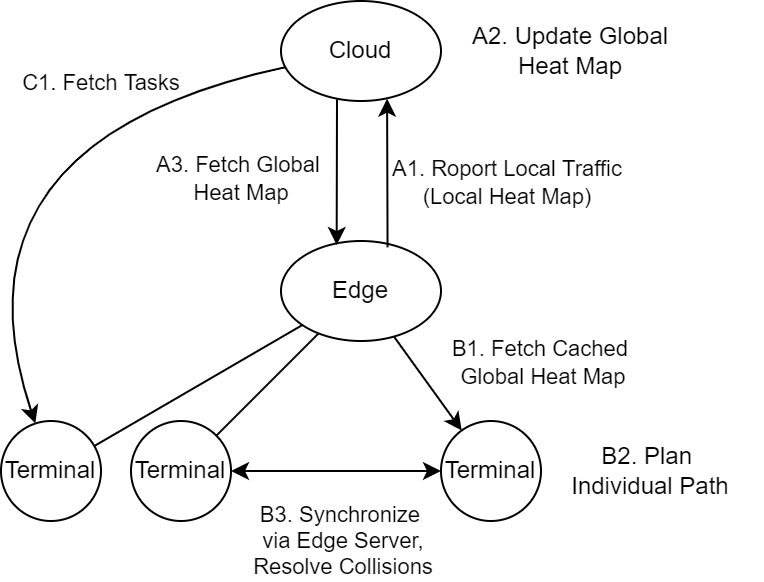 Cloud
A2. Update Global
Heat Map
C1. Fetch Tasks
A3. Fetch Global
Heat Map
A1. Roport Local Traffic
(Local Heat Map)
Edge
B1. Fetch Cached
Global Heat Map
Terminal
Terminal
Terminal
B2. Plan
Individual Path
B3. Synchronize
via Edge Server,
Resolve Collisions